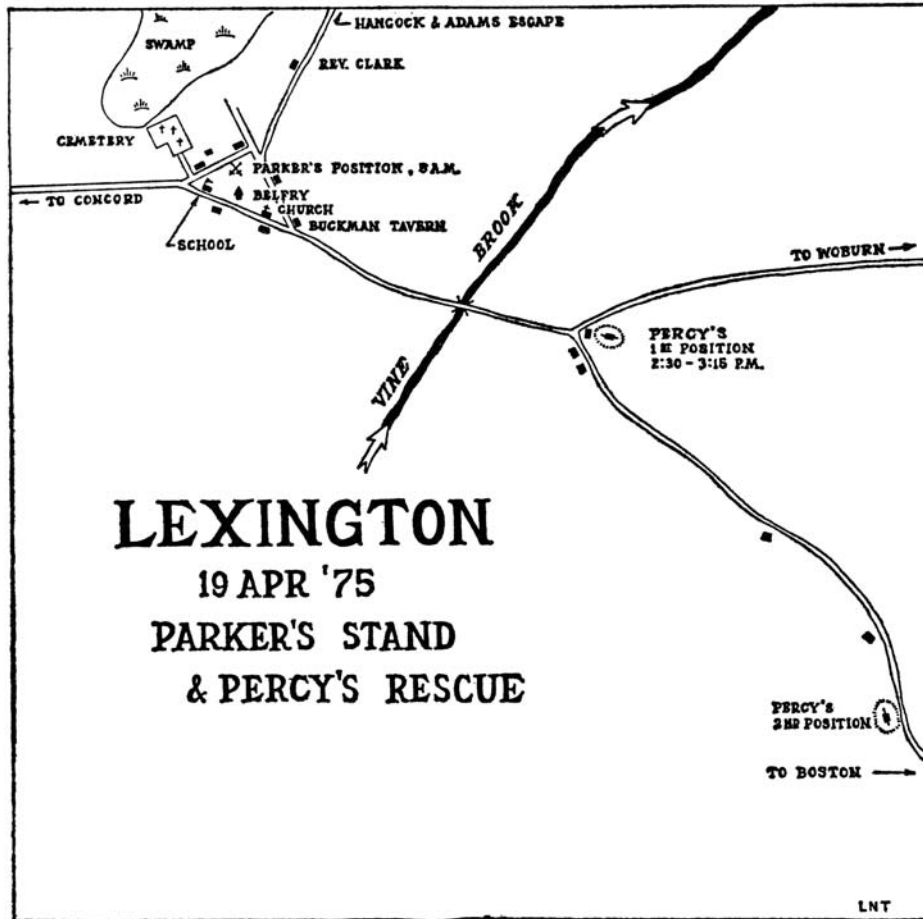 HANCOCK & ADAMS ESCAPE
SWAMP
REV. CLARK
CEMETERY
PARKER'S POSITION, 5 A.M.
← TO CONCORD
BELFRY
CHURCH
BUCKMAN TAVERN
SCHOOL
BROOK
TO WOBURN →
VINE
PERCY'S
1ST POSITION
2:30 - 3:15 P.M.
LEXINGTON
19 APR '75
PARKER'S STAND
& PERCY'S RESCUE
PERCY'S
2ND POSITION
TO BOSTON →
LNT